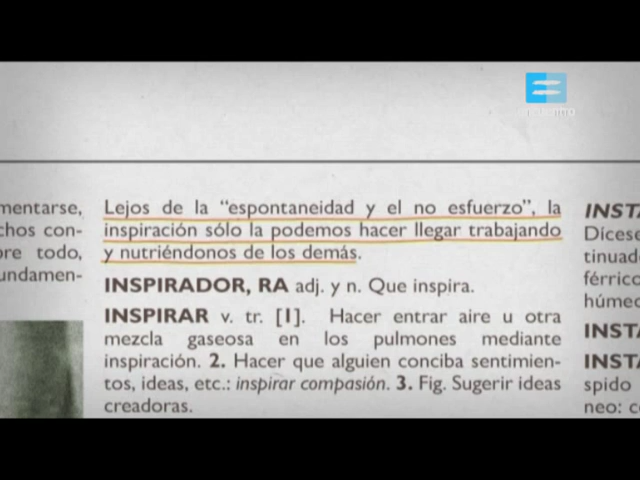 mentarse,
chos con-
bre todo,
fundamen-
Lejos de la “espontaneidad y el no esfuerzo”, la
inspiración sólo la podemos hacer llegar trabajando
y nutriéndonos de los demás.
INSPIRADOR, RA adj. y n. Que inspira.
INSPIRAR v. tr. [1]. Hacer entrar aire u otra
mezcla gaseosa en los pulmones mediante
inspiración. 2. Hacer que alguien conciba sentimien-
tos, ideas, etc.: inspirar compasión. 3. Fig. Sugerir ideas
creadoras.
INSTA
Dícese
tinuad
férrico
húmed
INSTA
INSTA
spido
neo: c